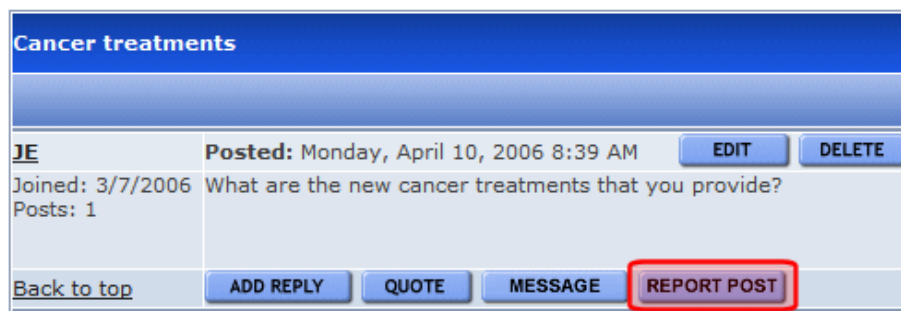 Cancer treatments
JE Posted: Monday, April 10, 2006 8:39 AM EDIT DELETE
Joined: 3/7/2006 What are the new cancer treatments that you provide?
Posts: 1
Back to top ADD REPLY QUOTE MESSAGE REPORT POST